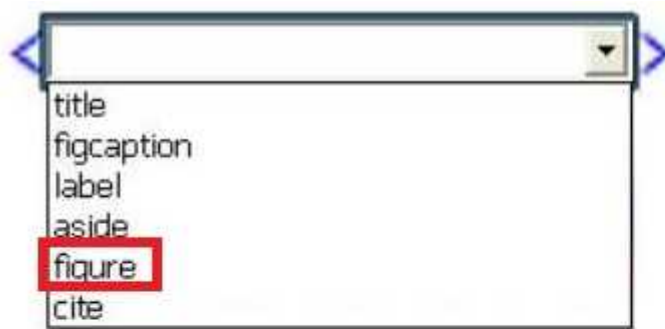 < >
title
figcaption
label
aside
figure
cite